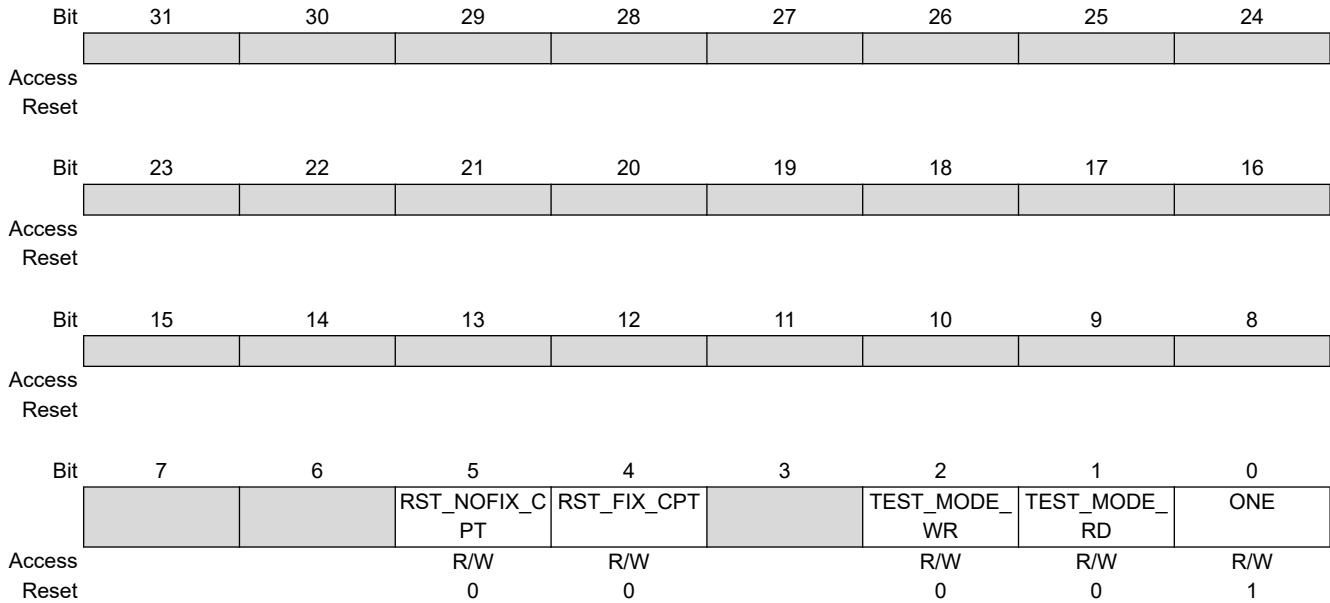 Bit 31 30 29 28 27 26 25 24
Access
Reset
Bit 23 22 21 20 19 18 17 16
Access
Reset
Bit 15 14 13 12 11 10 9 8
Access
Reset
Bit 7 6 5 4 3 2 1 0
RST_NOFIX_C RST_FIX_CPT TEST_MODE_ TEST_MODE_ ONE
PT WR RD
Access R/W R/W R/W R/W R/W
Reset 0 0 0 0 1